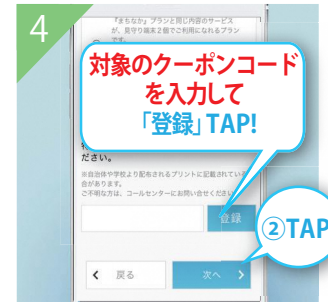 4
『まちなか』プランと同じ内容のサービス
が、見守り端末2個でご利用になれるプラン
です。
対象のクーポンコード
を入力して
「登録」TAP!
ださい。
※自治体や学校より配布されるプリントに記載されている
合があります。
ご不明な方は、コールセンターにお問い合せください
登録
②TAP
戻る
次へ